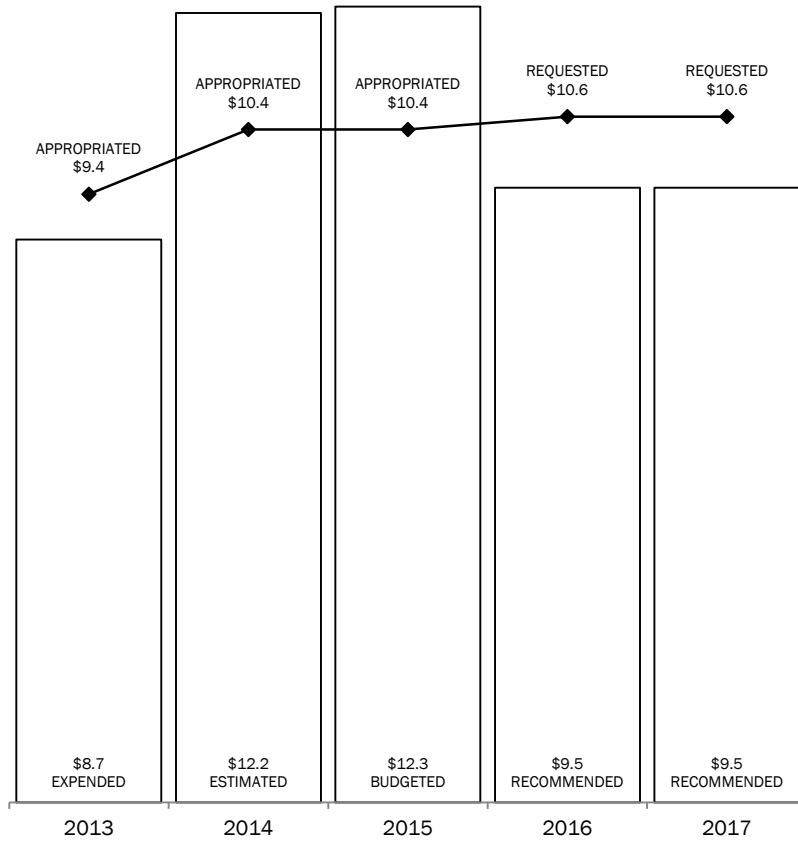 REQUESTED
$10.6
REQUESTED
$10.6
APPROPRIATED
$10.4
APPROPRIATED
$10.4
APPROPRIATED
$9.4
$8.7
EXPENDED
$12.2
ESTIMATED
$12.3
BUDGETED
$9.5
RECOMMENDED
$9.5
RECOMMENDED
2013
2014
2015
2016
2017